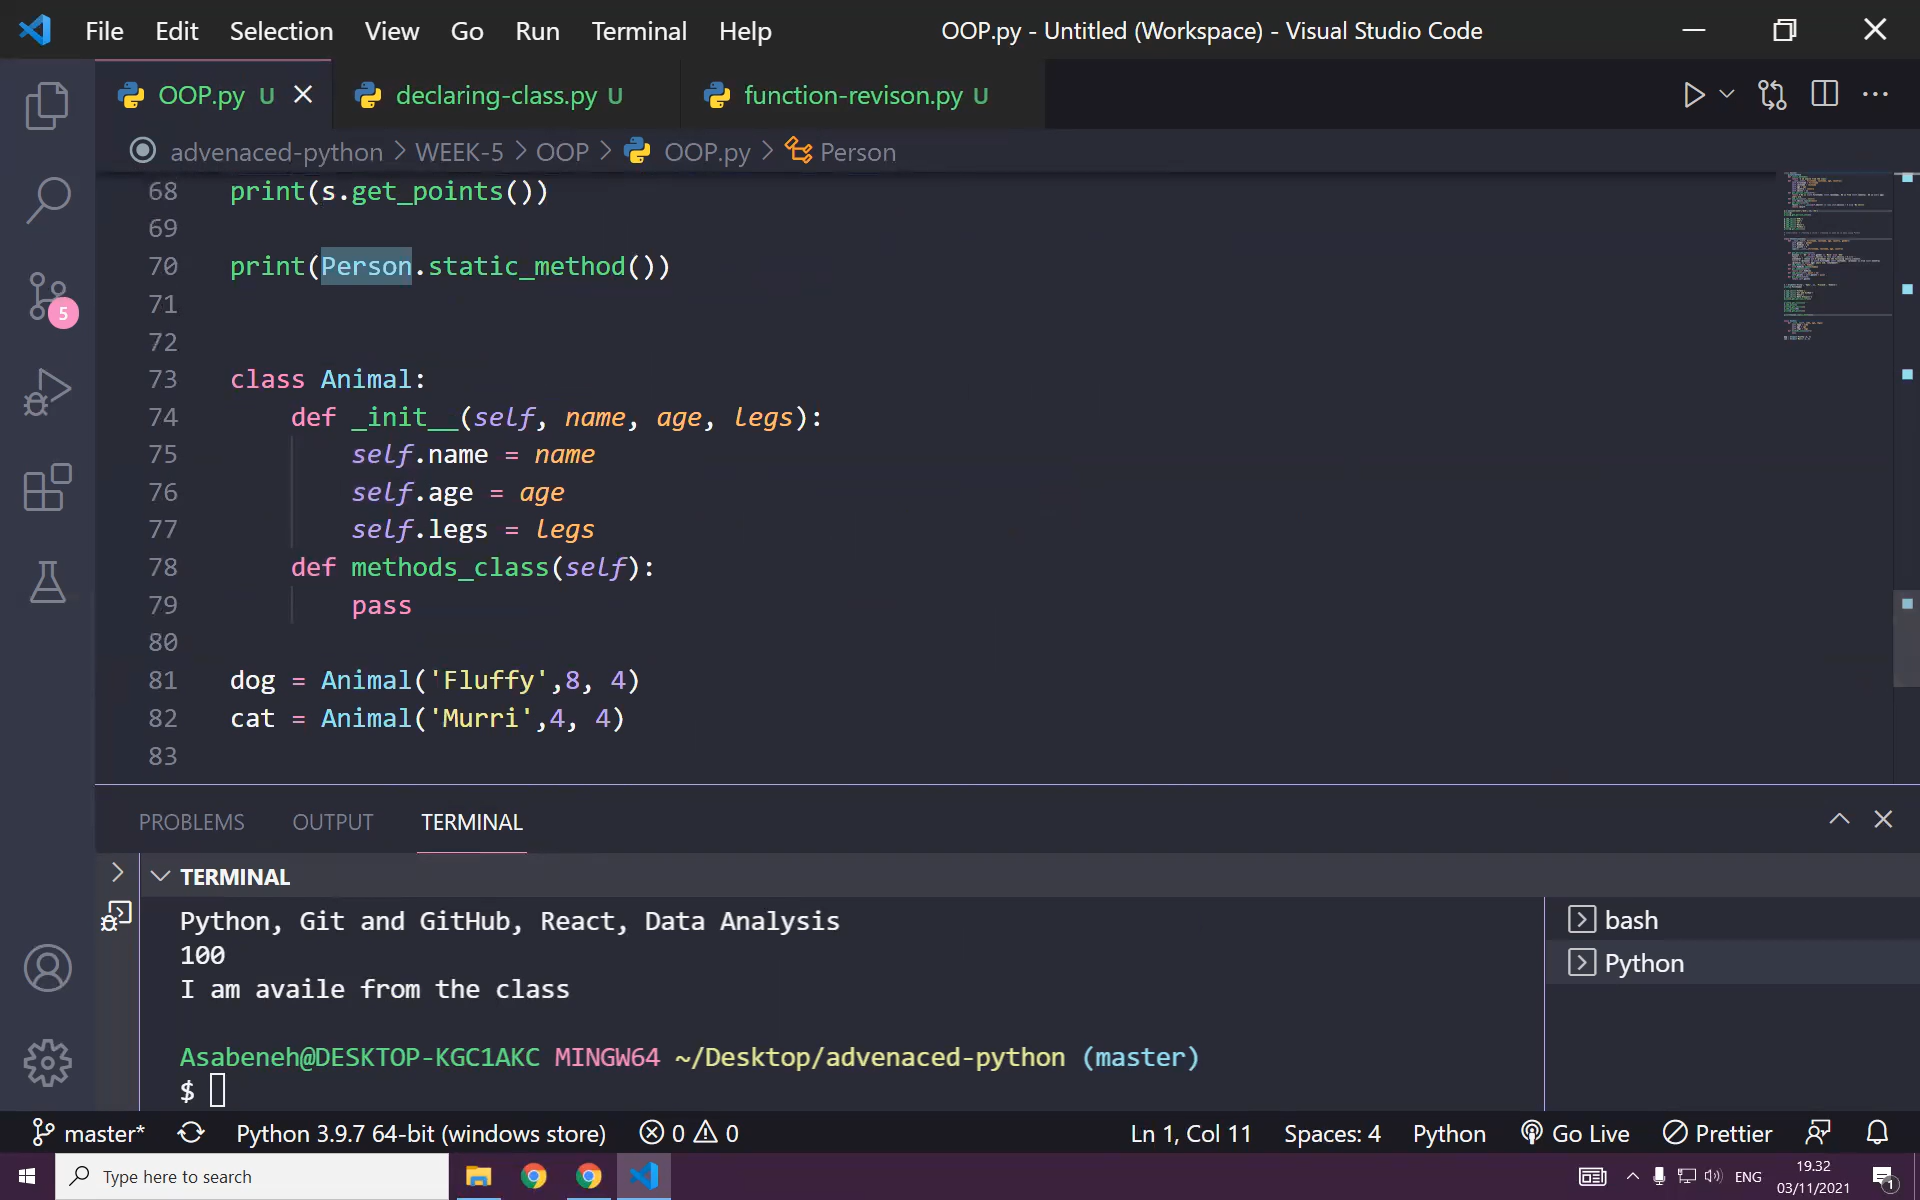 File Edit Selection View Go Run Terminal Help OOP.py - Untitled (Workspace) - Visual Studio Code
OOP.py U declaring-class.py U function-revison.py U
advenaced-python > WEEK-5 > OOP > OOP.py > Person
68 print(s.get_points())
69
70 print(Person.static_method())
71
72
73 class Animal:
74 def _init__(self, name, age, legs):
75 self.name = name
76 self.age = age
77 self.legs = legs
78 def methods_class(self):
79 pass
80
81 dog = Animal('Fluffy',8, 4)
82 cat = Animal('Murri',4, 4)
83
5
PROBLEMS OUTPUT TERMINAL
TERMINAL
Python, Git and GitHub, React, Data Analysis
100
I am availe from the class
Asabeneh@DESKTOP-KGC1AKC MINGW64 ~/Desktop/advenaced-python (master)
$
bash
Python
master* Python 3.9.7 64-bit (windows store) 0 0 Ln 1, Col 11 Spaces: 4 Python Go Live Prettier
Type here to search ENG 19.32
03/11/2021
1